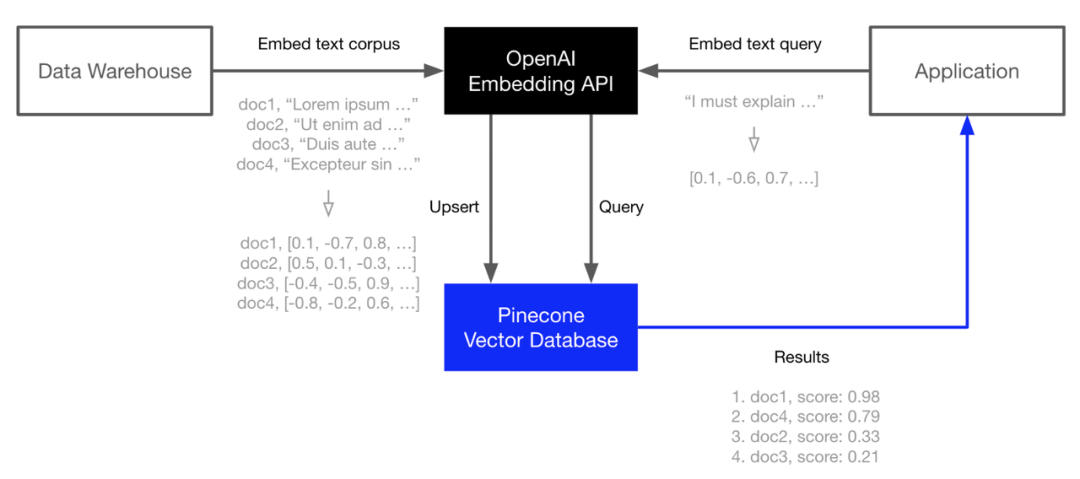 Data Warehouse
Embed text corpus
doc1, “Lorem ipsum …”
doc2, “Ut enim ad …”
doc3, “Duis aute …”
doc4, “Excepteur sin …”
doc1, [0.1, -0.7, 0.8, …]
doc2, [0.5, 0.1, -0.3, …]
doc3, [-0.4, -0.5, 0.9, …]
doc4, [-0.8, -0.2, 0.6, …]
OpenAI
Embedding API
Embed text query
“I must explain …”
[0.1, -0.6, 0.7, …]
Application
Upsert
Query
Pinecone
Vector Database
Results
1. doc1, score: 0.98
2. doc4, score: 0.79
3. doc2, score: 0.33
4. doc3, score: 0.21